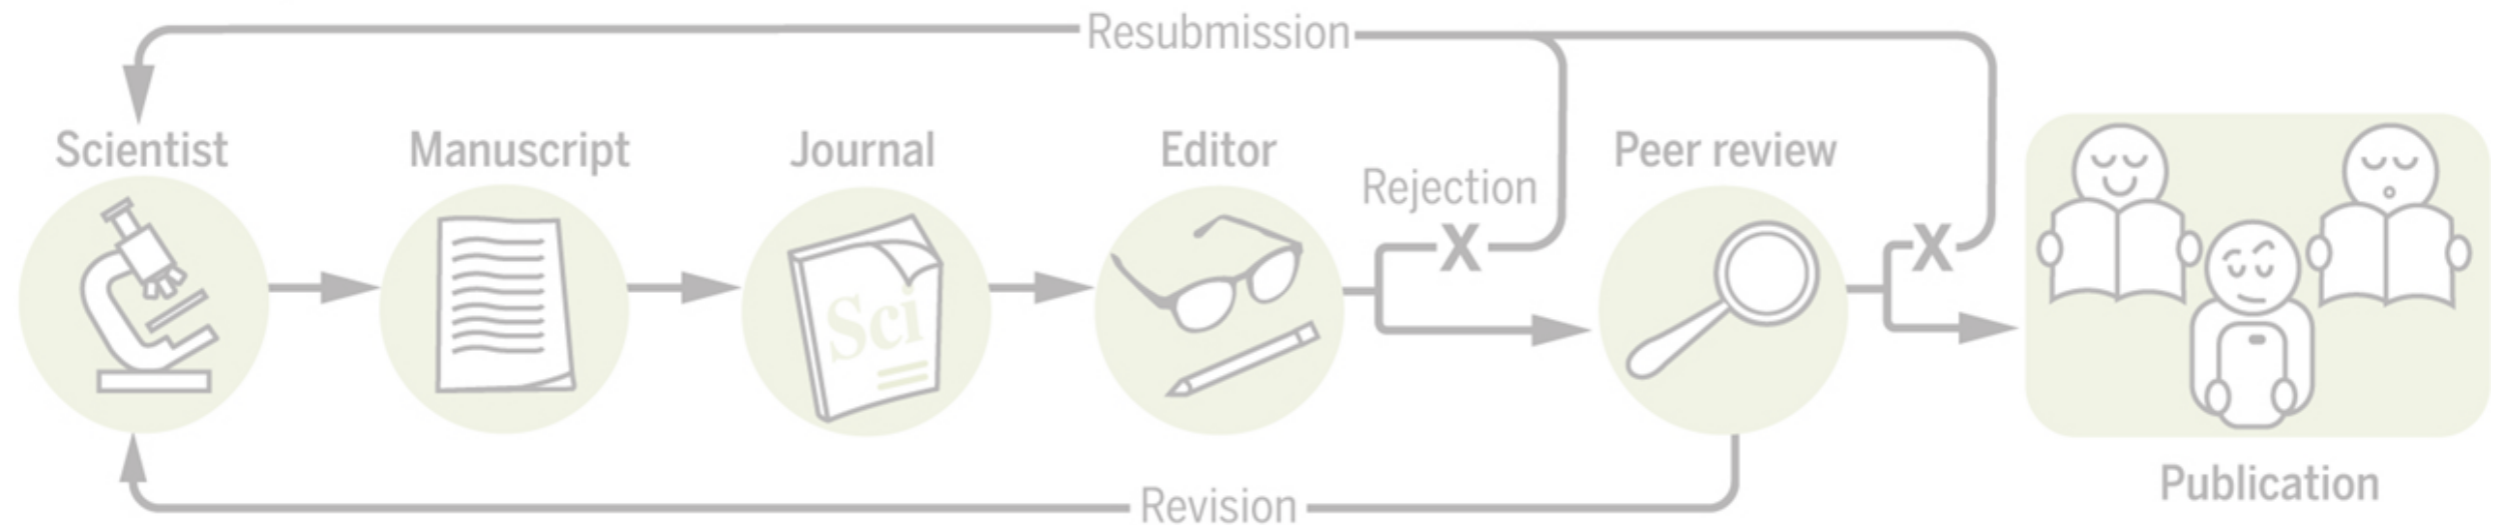 Resubmission
Scientist
Manuscript
Journal
Editor
Rejection
X
Peer review
X
Sci
Publication
Revision